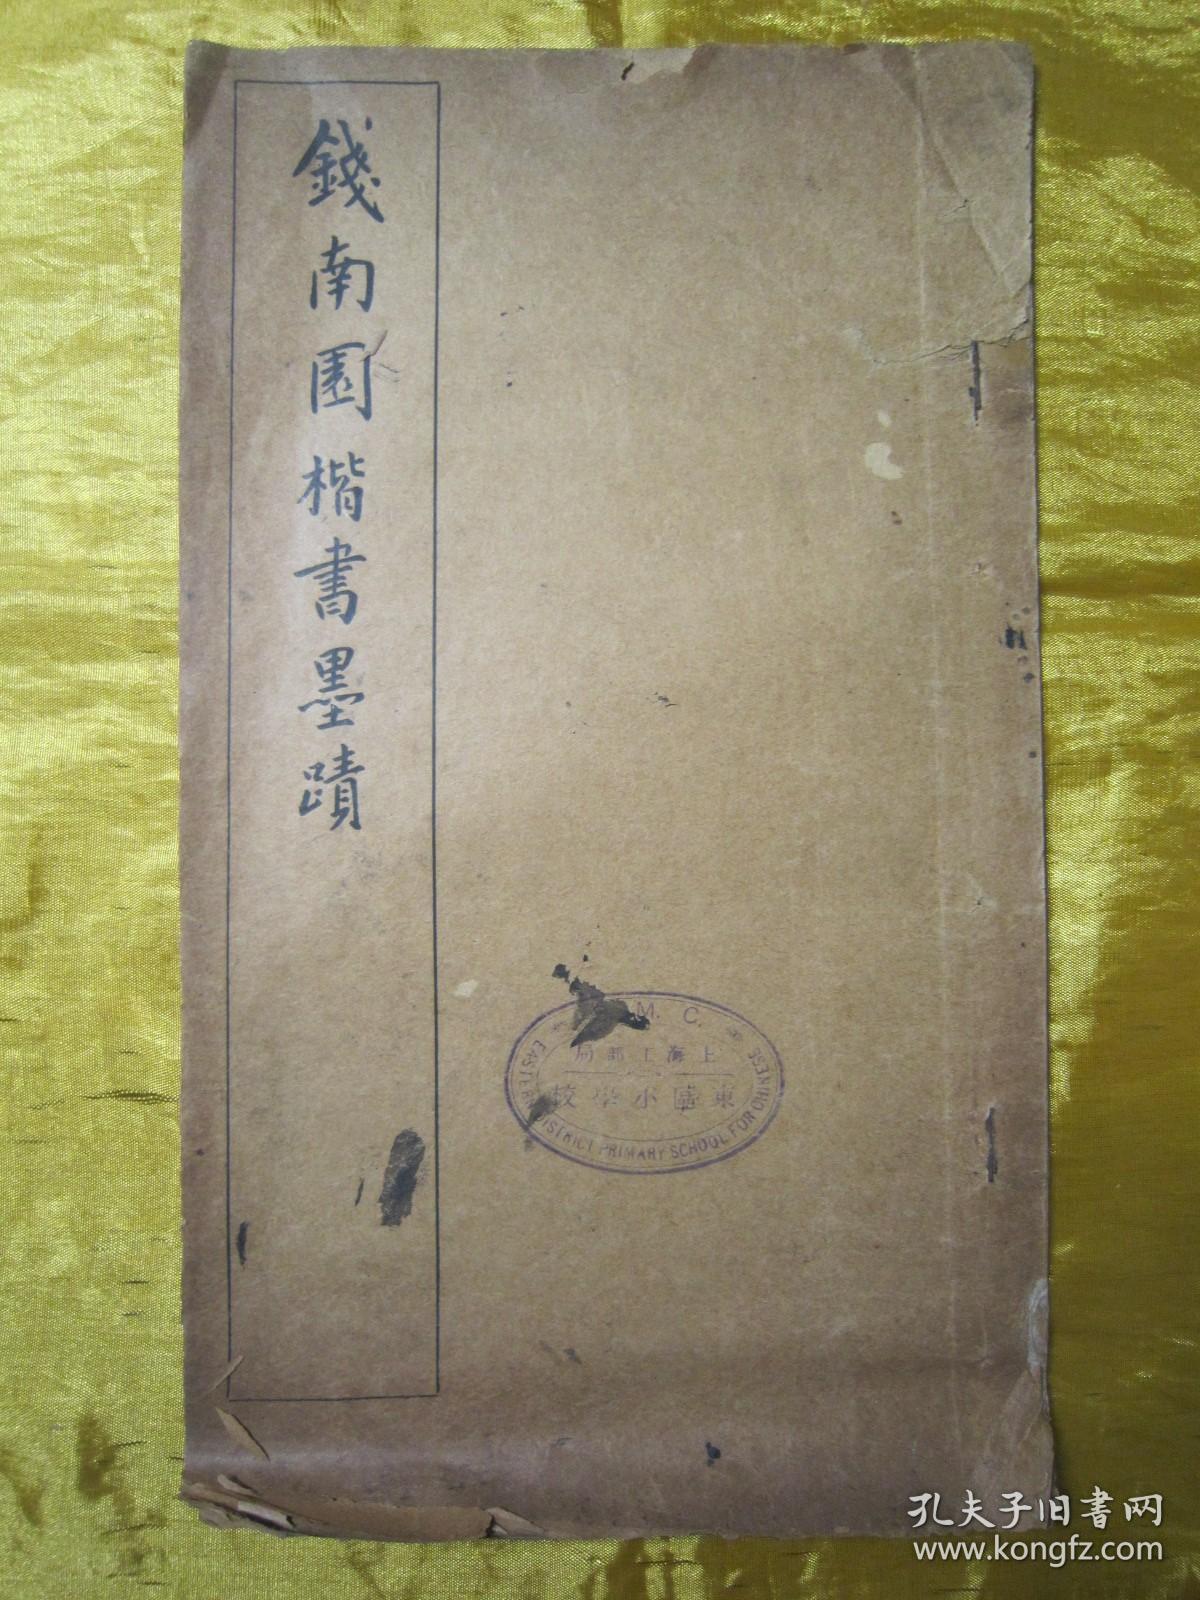 錢南園楷書墨蹟
M. C.
上海工部局
東區小學校
EASTERN DISTRICT PRIMARY SCHOOL FOR CHINESE
孔夫子旧书网
www.kongfz.com